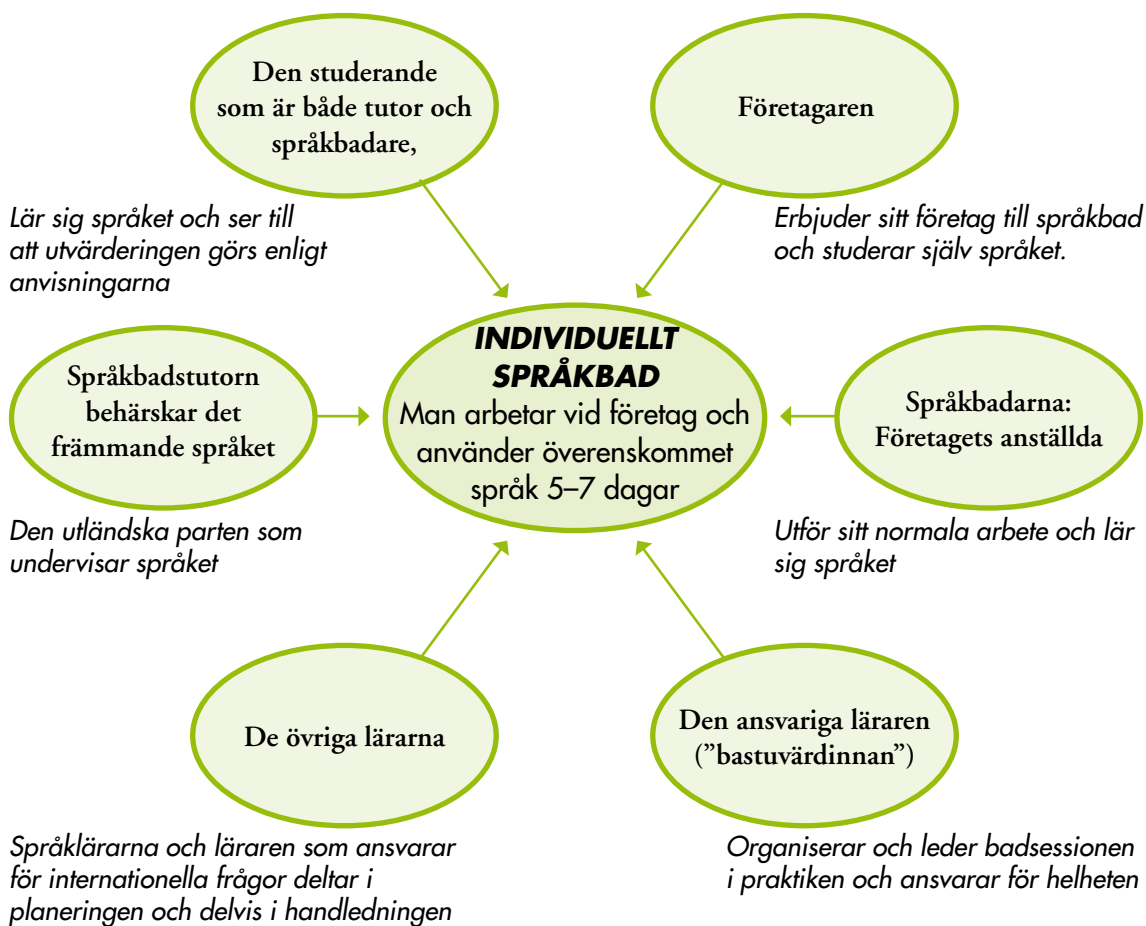 Den studerande
som är både tutor och
språkbadare,
Företagaren
Lär sig språket och ser till
att utvärderingen görs enligt
anvisningarna
Erbjuder sitt företag till språkbad
och studerar själv språket.
Språkbadstutorn
behärskar det
främmande språket
INDIVIDUELLT
SPRÅKBAD
Man arbetar vid företag och
använder överenskommet
språk 5–7 dagar
Språkbadarna:
Företagets anställda
Den utländska parten som
undervisar språket
Utför sitt normala arbete och lär
sig språket
De övriga lärarna
Den ansvariga läraren
(”bastuvärdinnan”)
Språklärarna och läraren som ansvarar
för internationella frågor deltar i
planeringen och delvis i handledningen
Organiserar och leder badsessionen
i praktiken och ansvarar för helheten